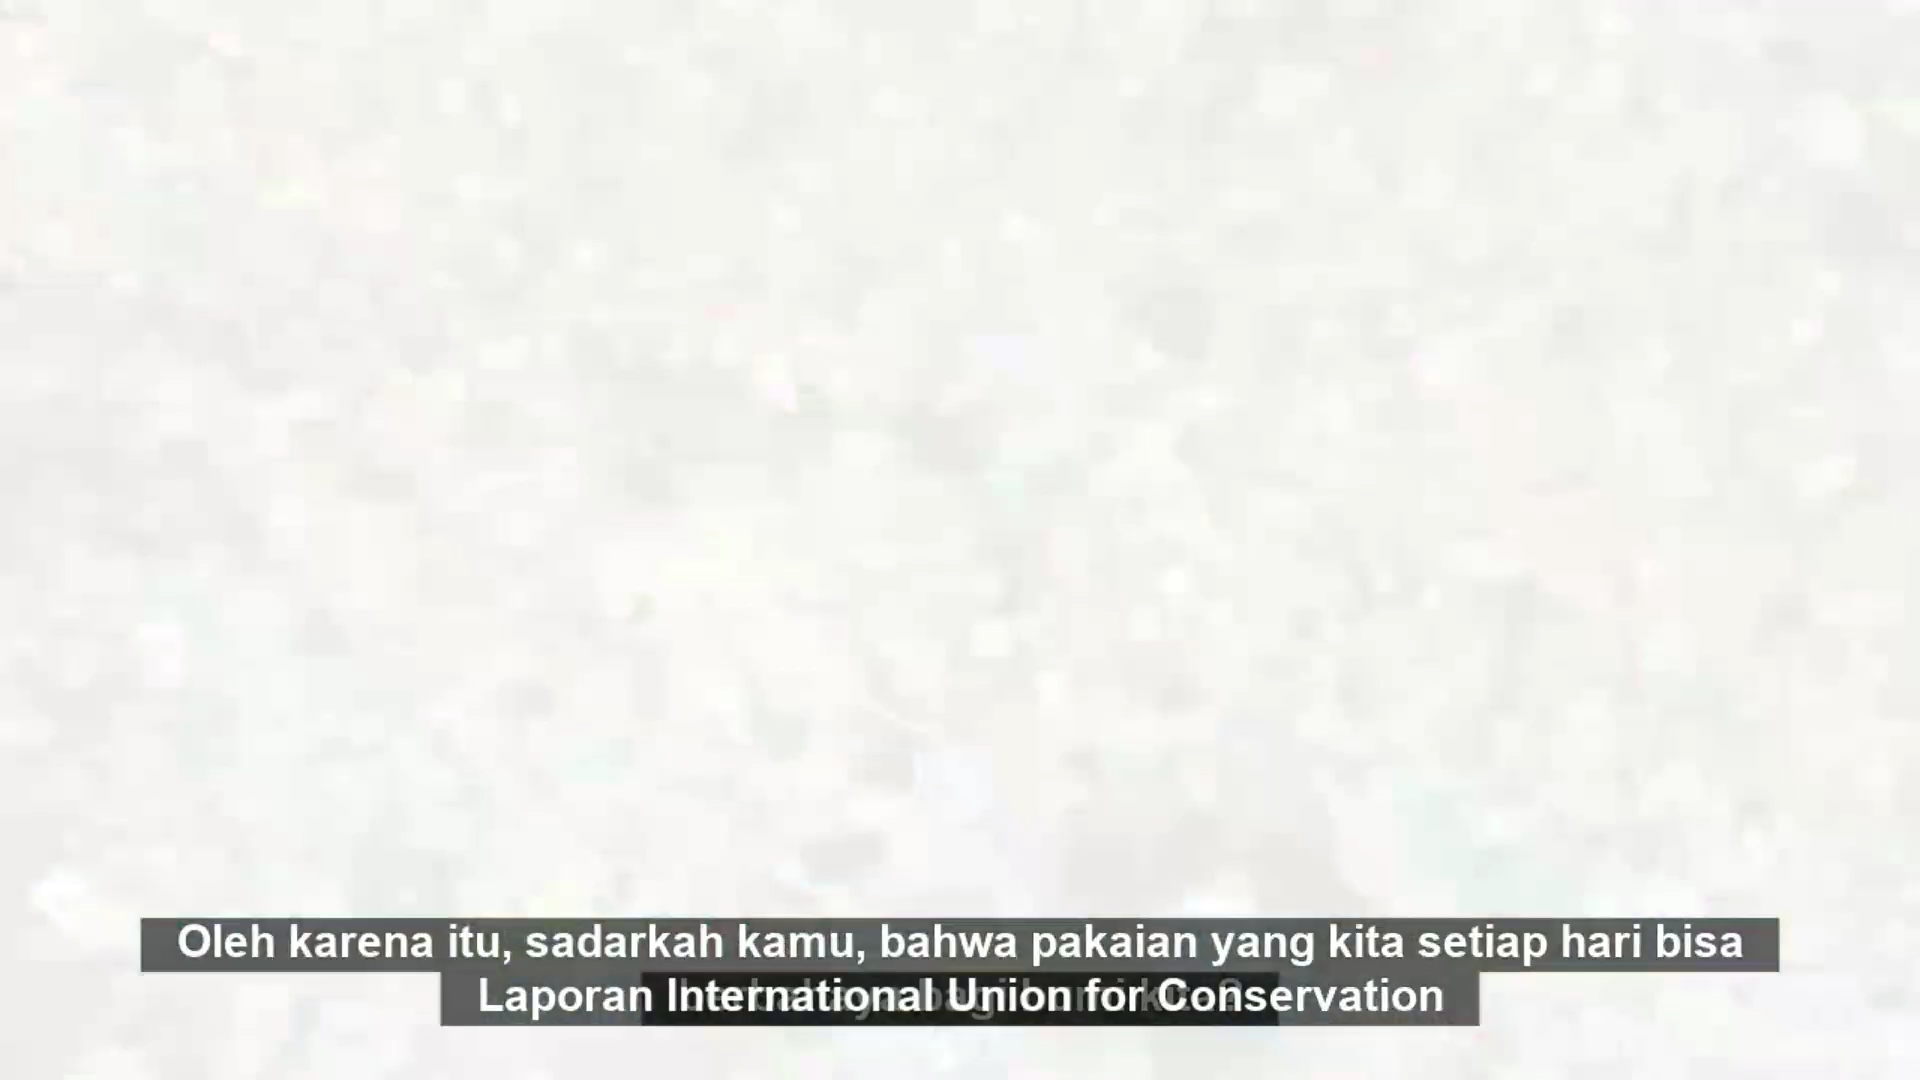 Oleh karena itu, sadarkah kamu, bahwa pakaian yang kita setiap hari bisa
Laporan International Union for Conservation